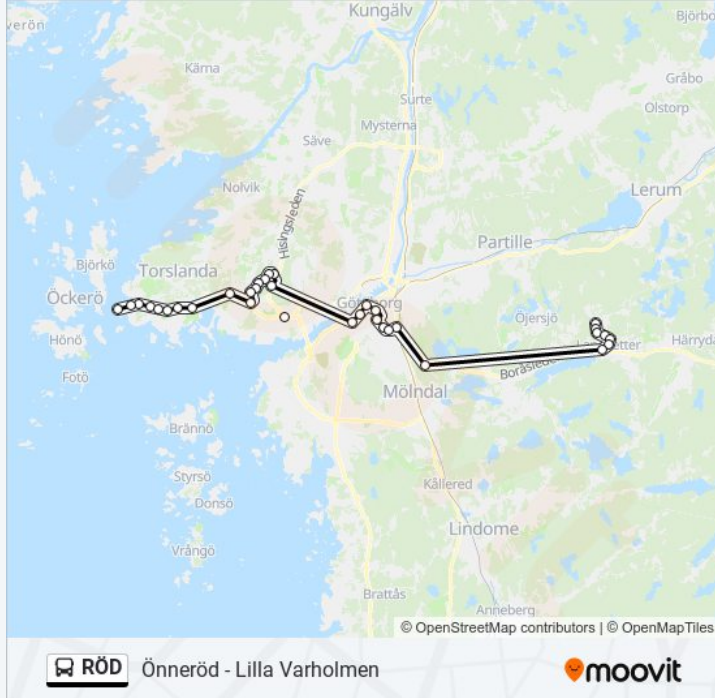 Kungälv
Björbo
verön
Kärna
Gråbo
Surte
Olstorp
Mysterna
Säve
Nolvik
Hisingsleden
Lerum
Partille
Björkö
Torslanda
Öckerö
Göteborg
Öjersjö
Hönö
Härryda
Landvetter
Fotö
Boråsleden
Mölndal
Brännö
Styrsö
Donsö
Kållered
Vrångö
Lindome
Brattås
Anneberg
© OpenStreetMap contributors | © OpenMapTiles
RÖD Önneröd - Lilla Varholmen
moovit